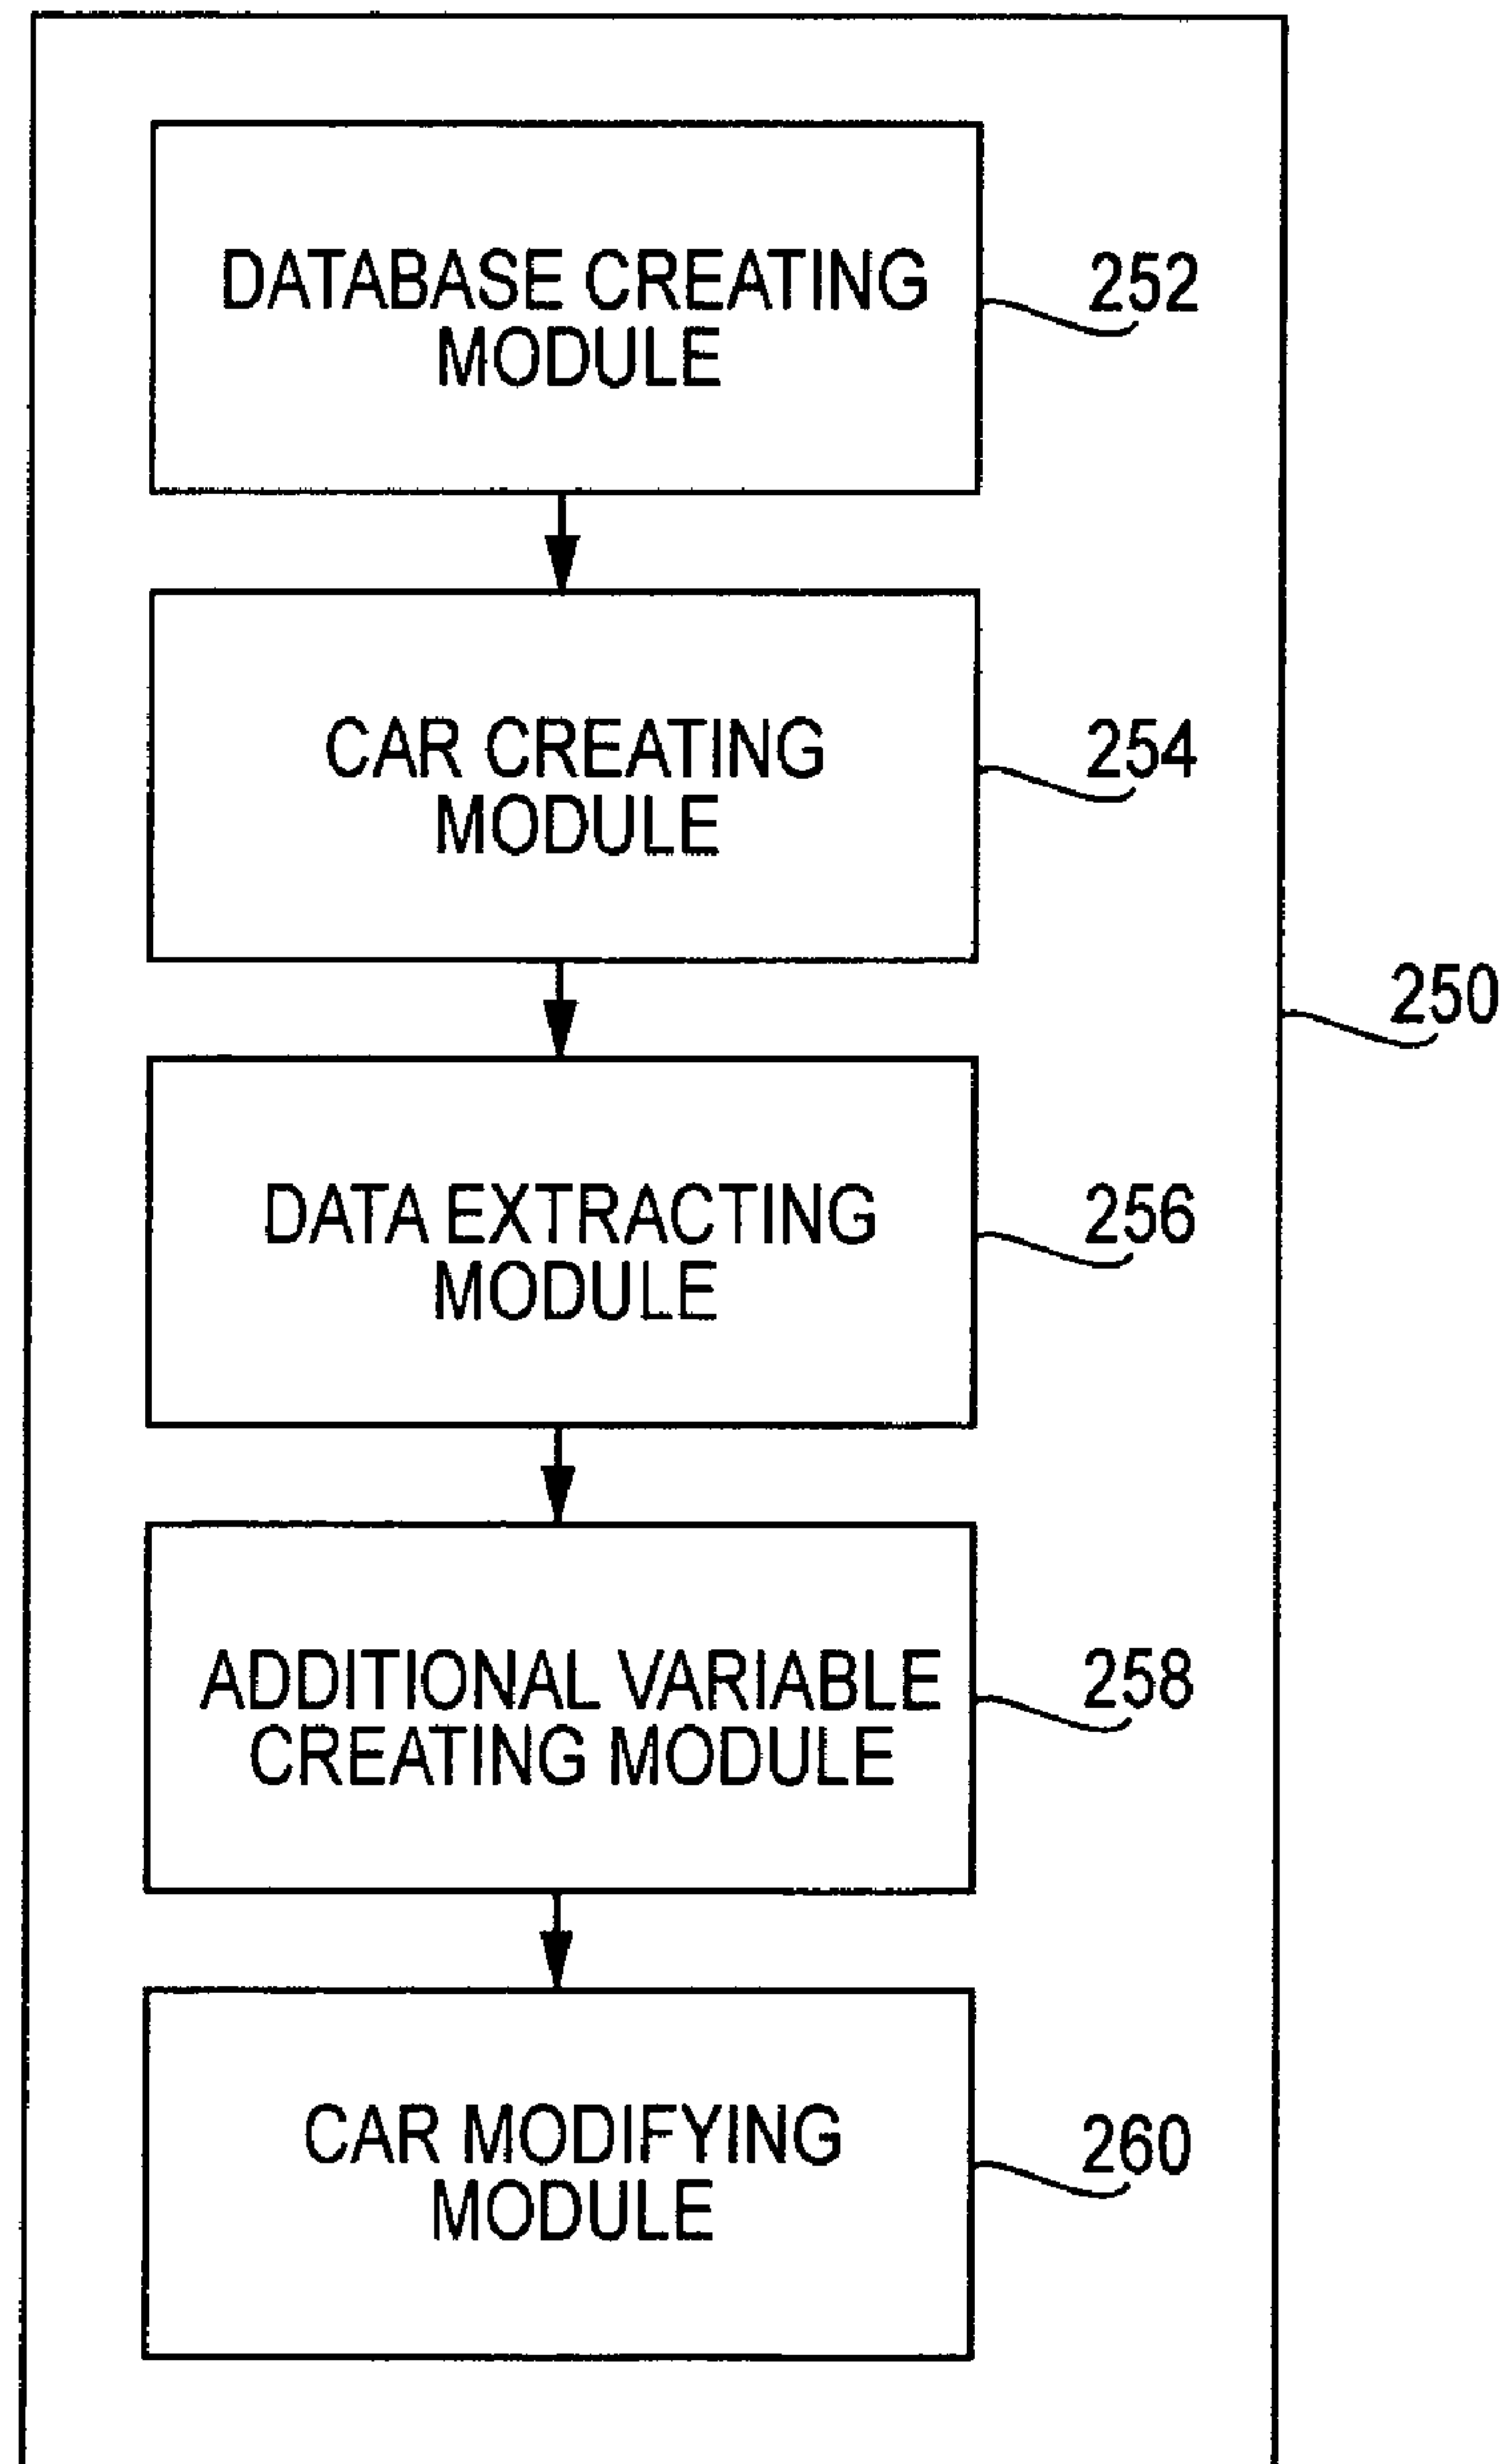 DATABASE CREATING
MODULE
252
CAR CREATING
MODULE
254
250
DATA EXTRACTING
MODULE
256
ADDITIONAL VARIABLE
CREATING MODULE
258
CAR MODIFYING
MODULE
260